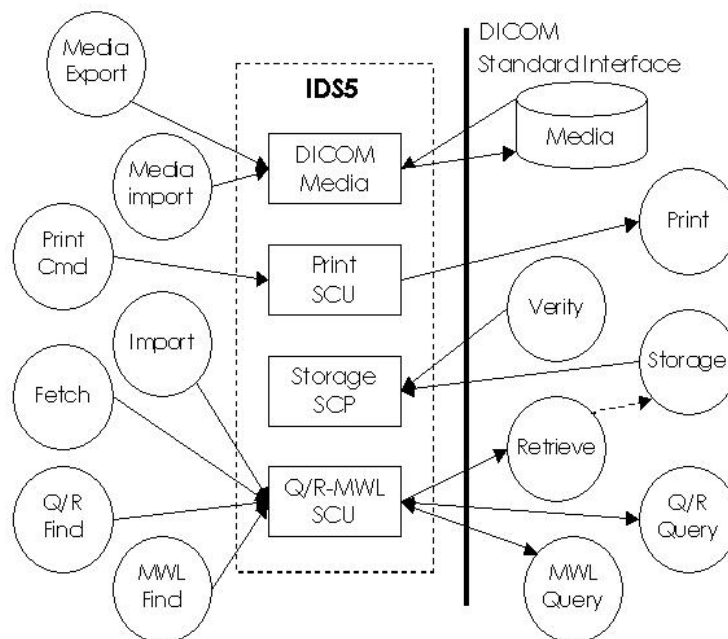 Media
Export
DICOM
Standard Interface
IDS5
DICOM
Media
Media
Media
import
Print
Cmd
Print
SCU
Print
Import
Verity
Storage
SCP
Storage
Fetch
Retrieve
Q/R
Find
Q/R-MWL
SCU
Q/R
Query
MWL
Find
MWL
Query